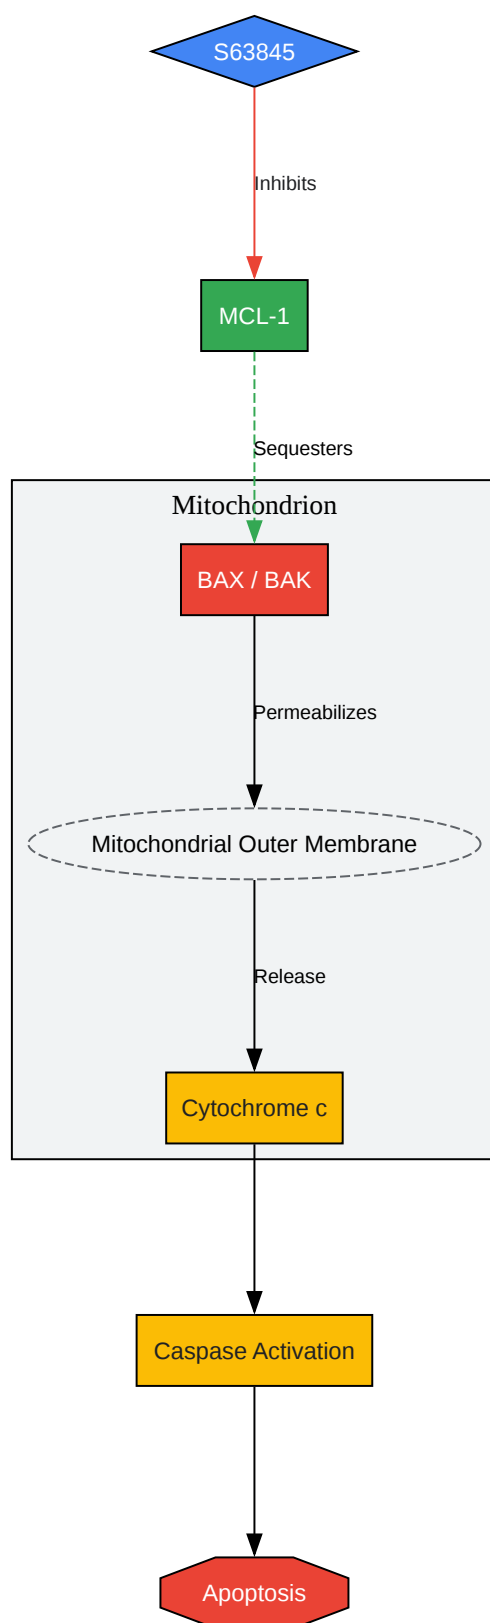 S63845
Inhibits
MCL-1
Sequesters
Mitochondrion
BAX / BAK
Permeabilizes
Mitochondrial Outer Membrane
Release
Cytochrome c
Caspase Activation
Apoptosis